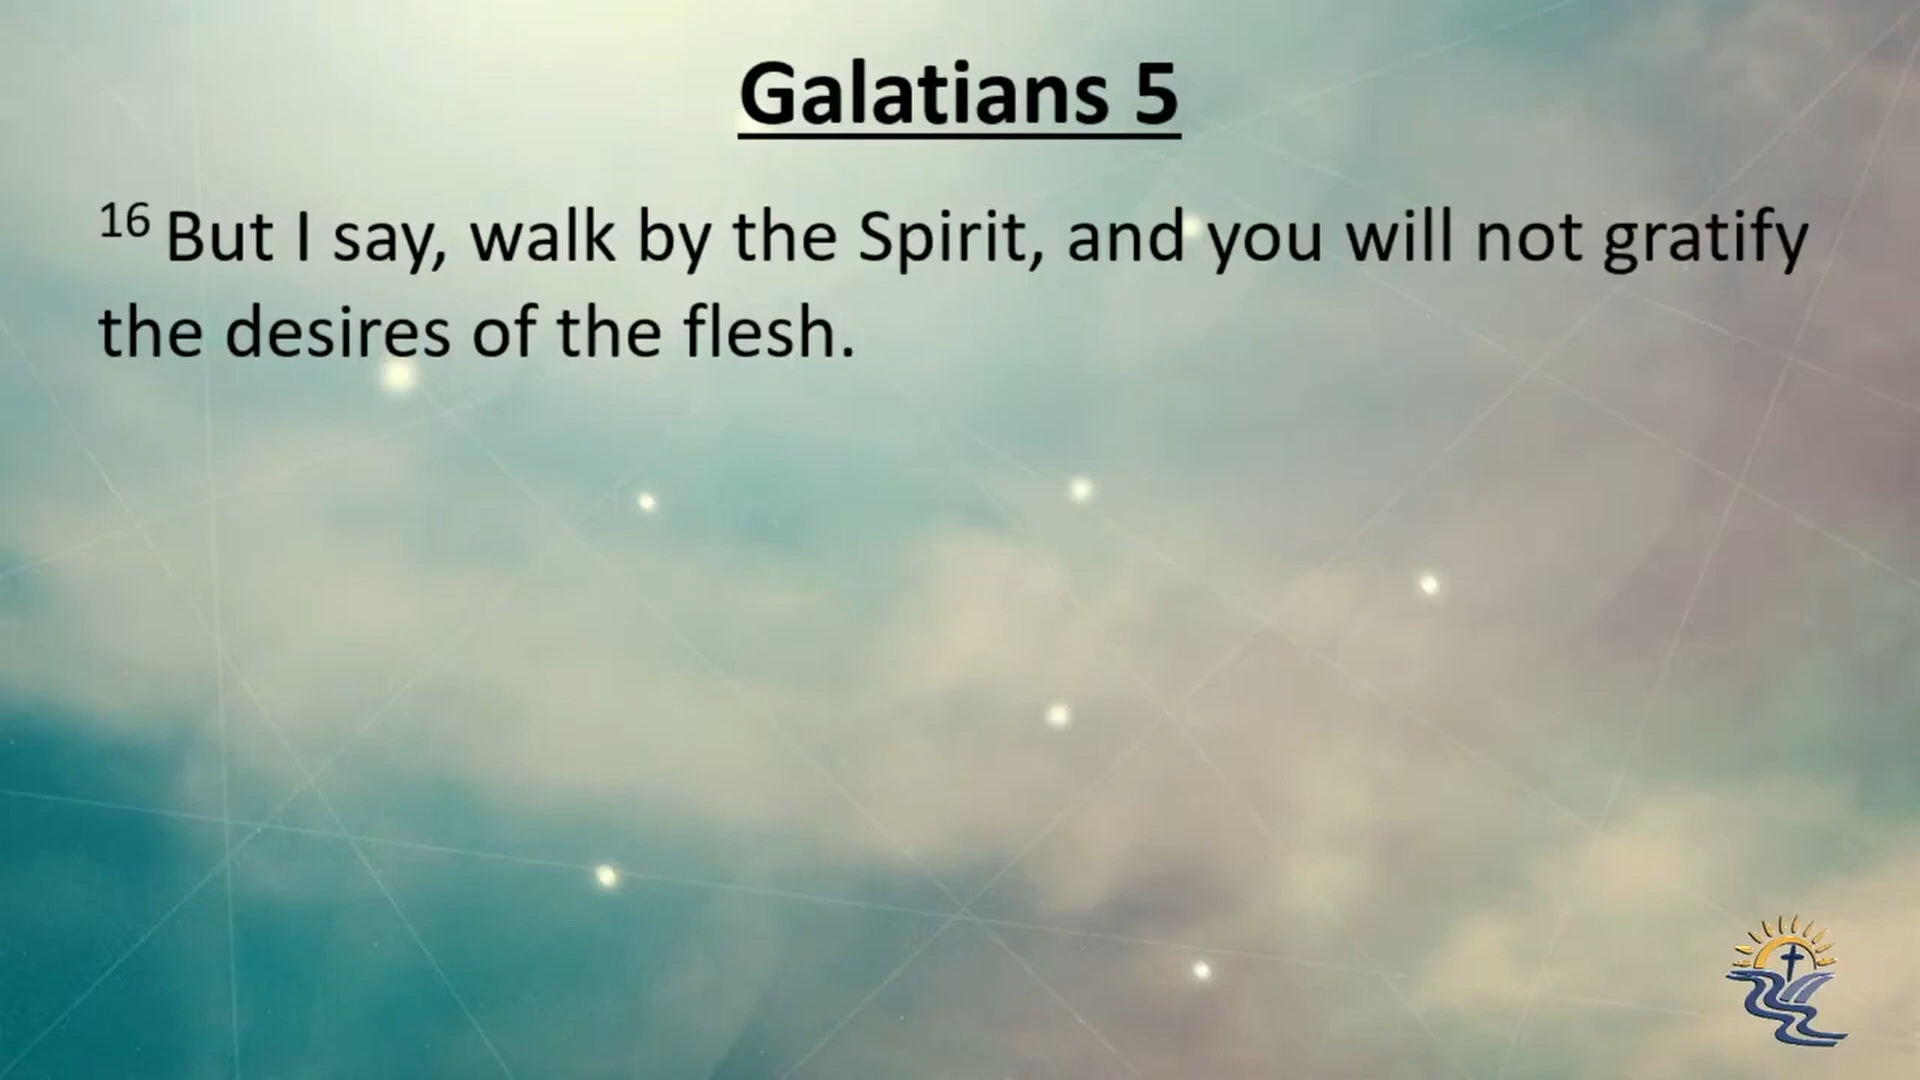 Galatians 5
16 But I say, walk by the Spirit, and you will not gratify
the desires of the flesh.